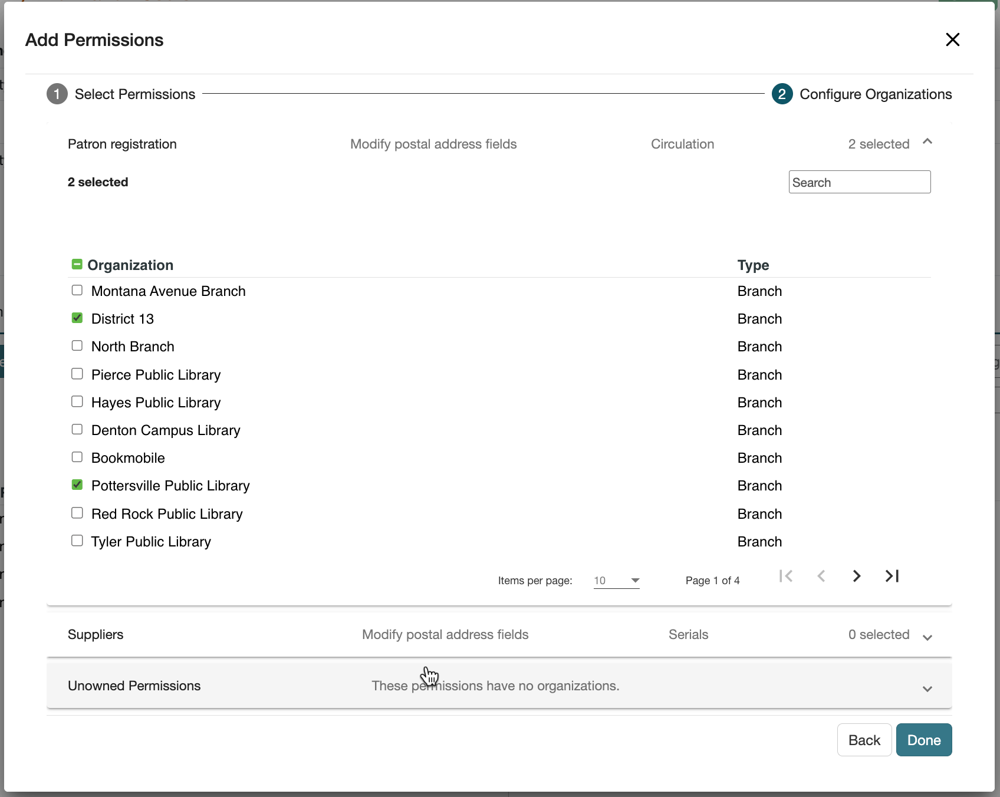 Add Permissions
1 Select Permissions 2 Configure Organizations
Patron registration Modify postal address fields Circulation 2 selected
2 selected Search
Organization Type
Montana Avenue Branch Branch
District 13 Branch
North Branch Branch
Pierce Public Library Branch
Hayes Public Library Branch
Denton Campus Library Branch
Bookmobile Branch
Pottersville Public Library Branch
Red Rock Public Library Branch
Tyler Public Library Branch
Items per page: 10 Page 1 of 4
Suppliers Modify postal address fields Serials 0 selected
Unowned Permissions These permissions have no organizations.
Back Done